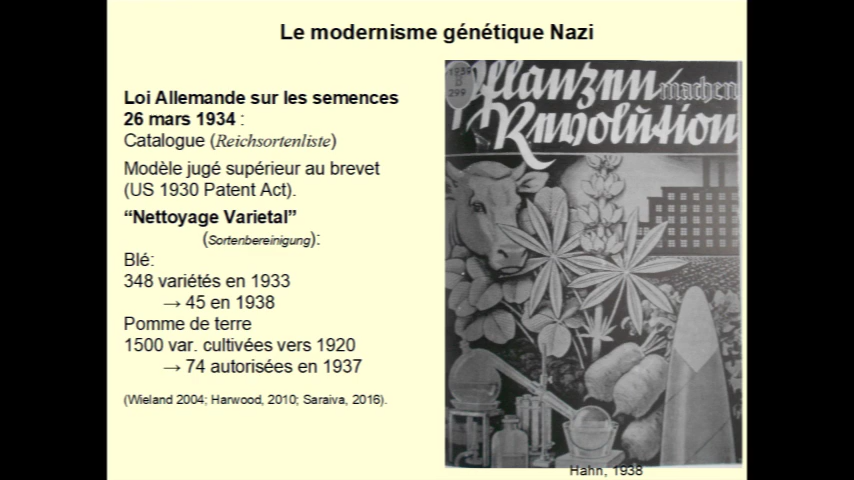 Le modernisme génétique Nazi
Loi Allemande sur les semences
26 mars 1934 :
Catalogue (Reichsortenliste)
Modèle jugé supérieur au brevet
(US 1930 Patent Act).
“Nettoyage Varietal”
(Sortenbereinigung):
Blé:
348 variétés en 1933
→ 45 en 1938
Pomme de terre
1500 var. cultivées vers 1920
→ 74 autorisées en 1937
(Wieland 2004; Harwood, 2010; Saraiva, 2016).
1939
B
299
Pflanzen machen
Revolution
Hahn, 1938